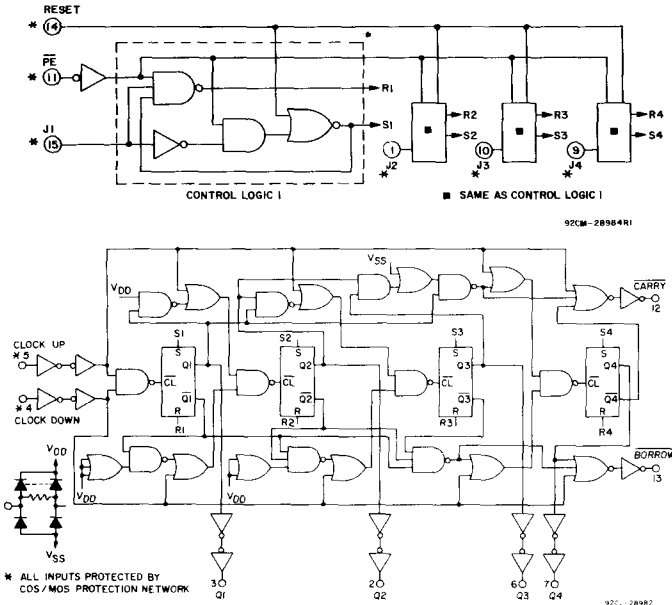 RESET
* 14
PE
* 11
J1
* 15
R1
S1
CONTROL LOGIC 1
*
R2
S2
1
J2
*
R3
S3
10
J3
*
R4
S4
9
J4
*
■ SAME AS CONTROL LOGIC 1
92CM-28984R1
VDD
VSS
CARRY
12
CLOCK UP
* 5
* 4
CLOCK DOWN
S1
S
Q1
CL
Q1
R
R1
S2
S
Q2
CL
Q2
R
R2
S3
S
Q3
CL
Q3
R
R3
S4
S
Q4
CL
Q4
R
R4
VDD
VDD
BORROW
13
VDD
VSS
3
Q1
2
Q2
6
Q3
7
Q4
* ALL INPUTS PROTECTED BY
COS/MOS PROTECTION NETWORK
92CL-28982